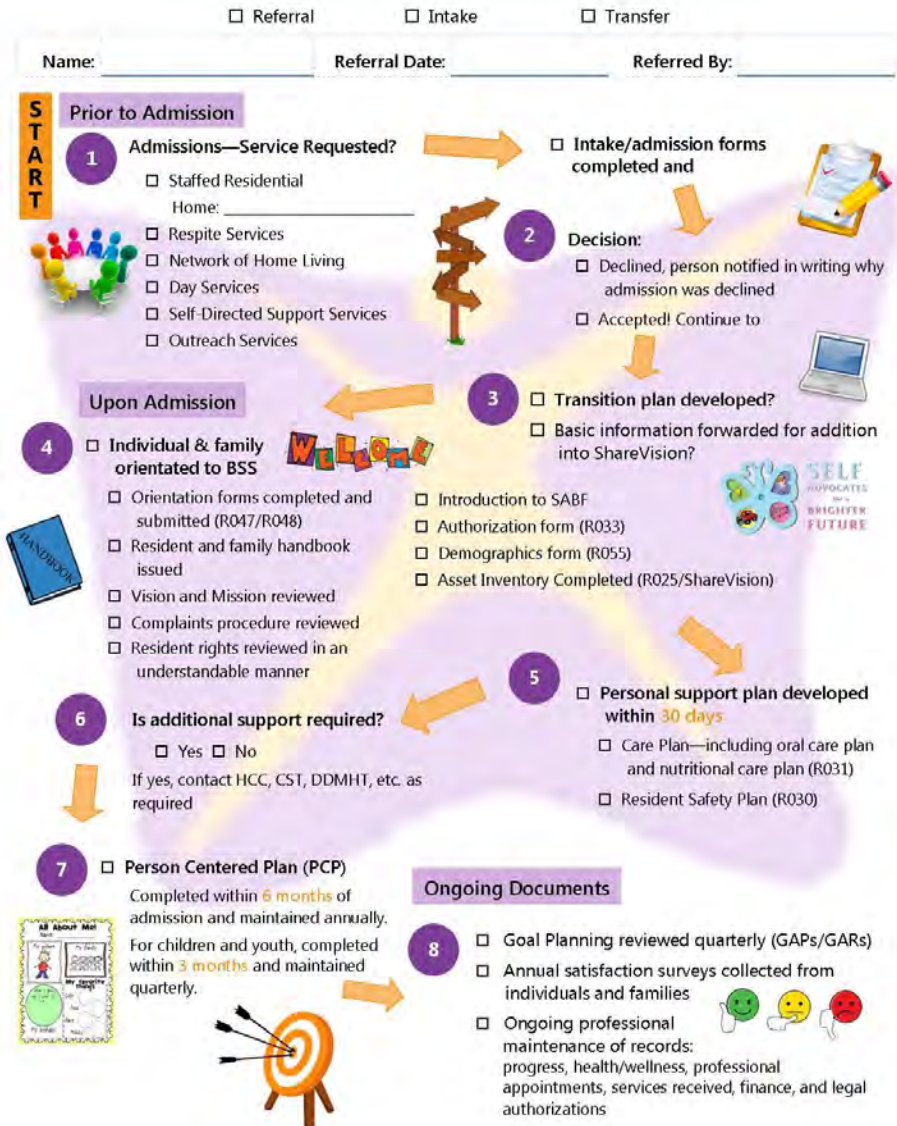 ☐ Referral ☐ Intake ☐ Transfer
Name: Referral Date: Referred By:
START
Prior to Admission
1
Admissions—Service Requested?
☐ Staffed Residential
Home:
☐ Respite Services
☐ Network of Home Living
☐ Day Services
☐ Self-Directed Support Services
☐ Outreach Services
☐ Intake/admission forms
completed and
2
Decision:
☐ Declined, person notified in writing why
admission was declined
☐ Accepted! Continue to
3
☐ Transition plan developed?
☐ Basic information forwarded for addition
into ShareVision?
SELF
ADVOCATES
for a
BRIGHTER
FUTURE
Upon Admission
4
☐ Individual & family
orientated to BSS
WELCOME
☐ Orientation forms completed and
submitted (R047/R048)
☐ Resident and family handbook
issued
☐ Vision and Mission reviewed
☐ Complaints procedure reviewed
☐ Resident rights reviewed in an
understandable manner
HANDBOOK
☐ Introduction to SABF
☐ Authorization form (R033)
☐ Demographics form (R055)
☐ Asset Inventory Completed (R025/ShareVision)
5
☐ Personal support plan developed
within 30 days
☐ Care Plan—including oral care plan
and nutritional care plan (R031)
☐ Resident Safety Plan (R030)
6
Is additional support required?
☐ Yes ☐ No
If yes, contact HCC, CST, DDMHT, etc. as
required
7
☐ Person Centered Plan (PCP)
Completed within 6 months of
admission and maintained annually.
For children and youth, completed
within 3 months and maintained
quarterly.
All About Me!
Ongoing Documents
8
☐ Goal Planning reviewed quarterly (GAPs/GARs)
☐ Annual satisfaction surveys collected from
individuals and families
☐ Ongoing professional
maintenance of records:
progress, health/wellness, professional
appointments, services received, finance, and legal
authorizations